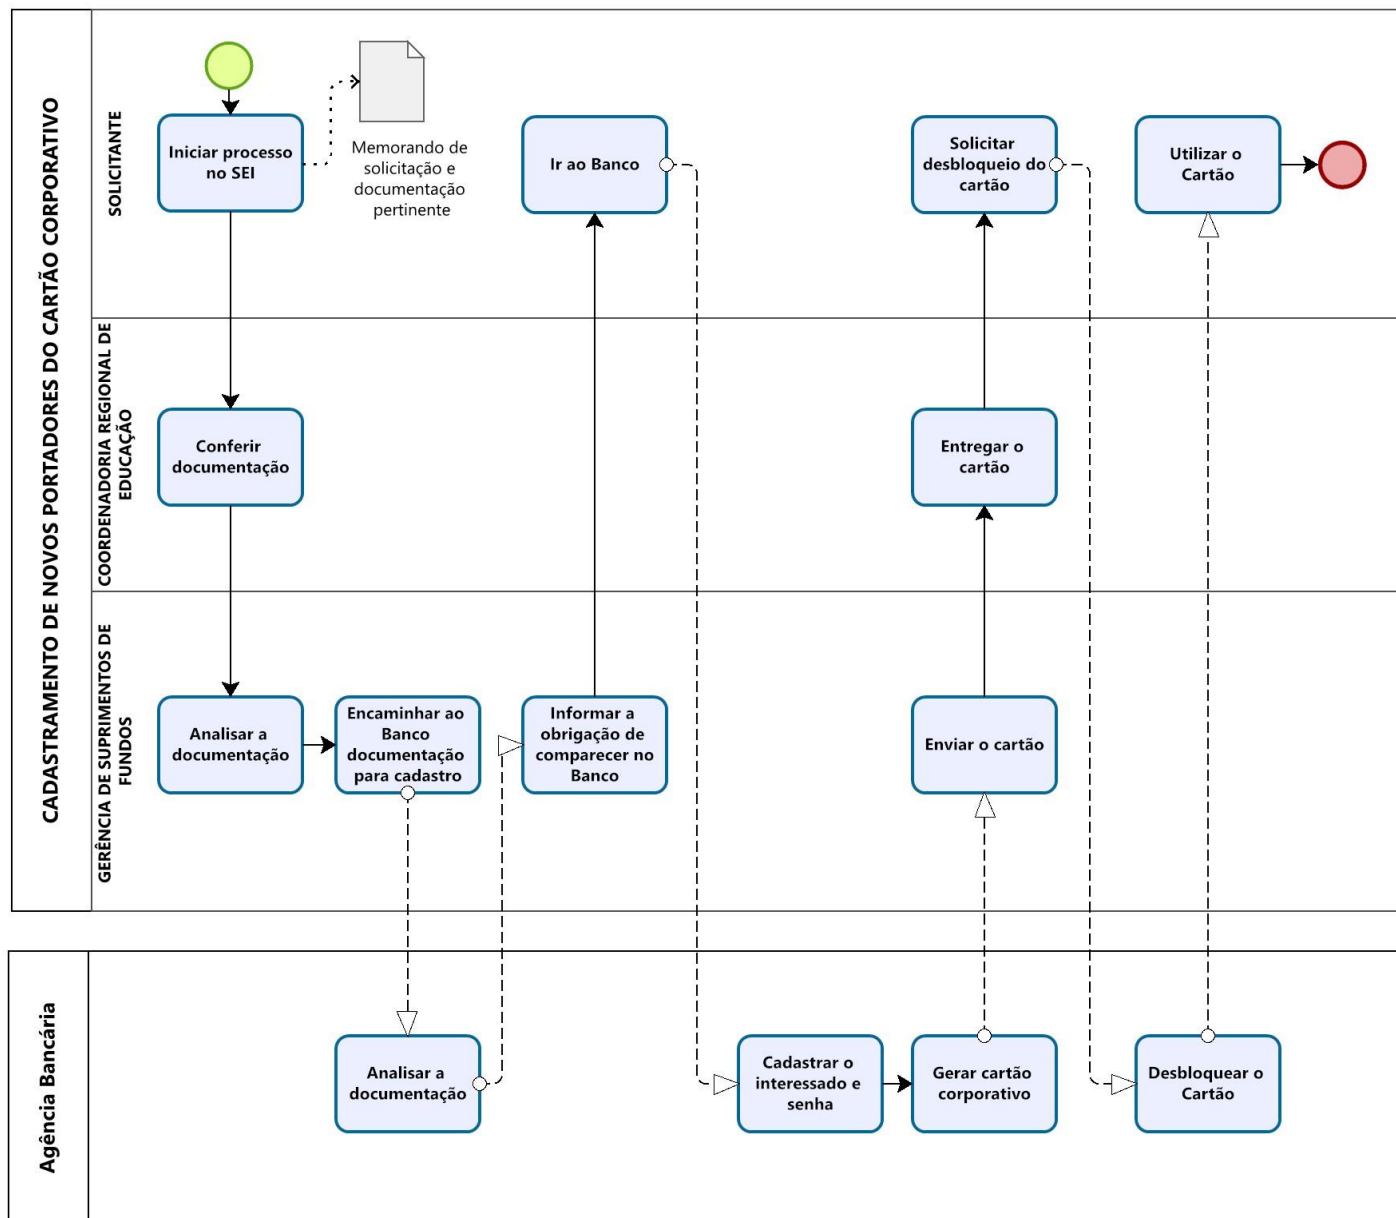 CADASTRAMENTO DE NOVOS PORTADORES DO CARTÃO CORPORATIVO
SOLICITANTE
Iniciar processo
no SEI
Memorando de
solicitação e
documentação
pertinente
Ir ao Banco
Solicitar
desbloqueio do
cartão
Utilizar o
Cartão
COORDENADORIA REGIONAL DE
EDUCAÇÃO
Conferir
documentação
Entregar o
cartão
GERÊNCIA DE SUPRIMENTOS DE
FUNDOS
Analisar a
documentação
Encaminhar ao
Banco
documentação
para cadastro
Informar a
obrigação de
comparecer no
Banco
Enviar o cartão
Agência Bancária
Analisar a
documentação
Cadastrar o
interessado e
senha
Gerar cartão
corporativo
Desbloquear o
Cartão